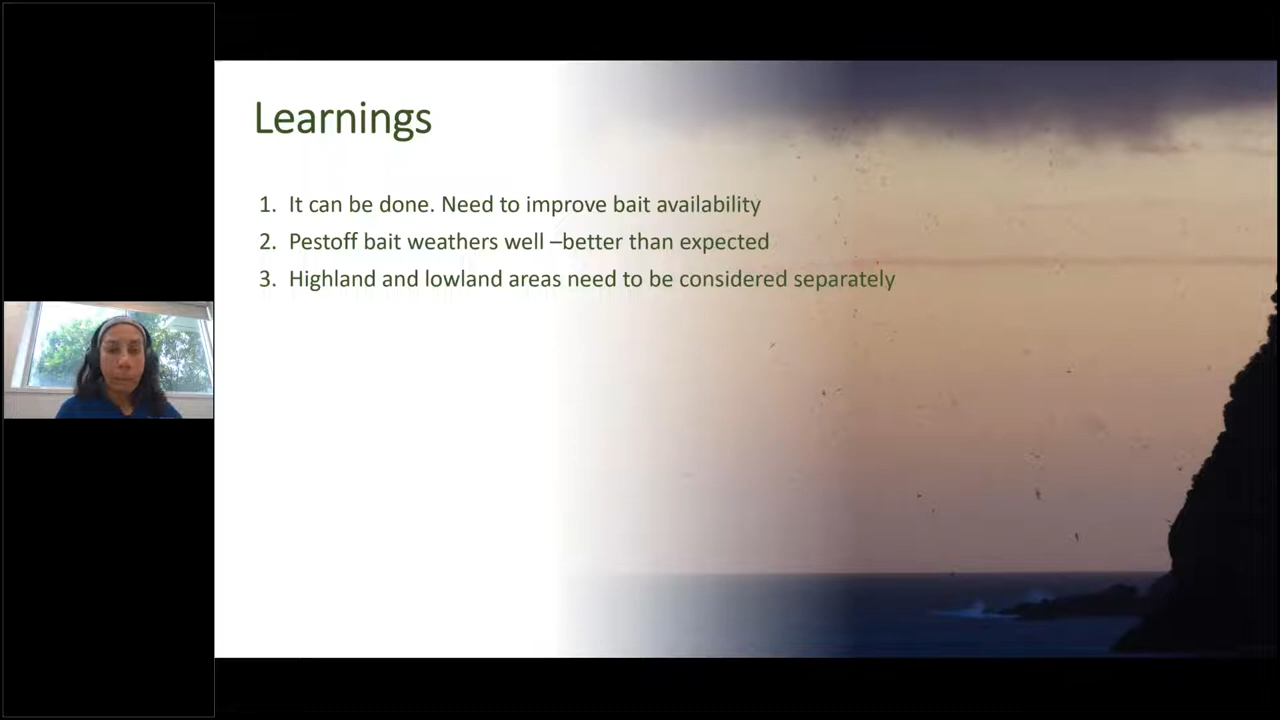 Learnings
1. It can be done. Need to improve bait availability
2. Pestoff bait weathers well –better than expected
3. Highland and lowland areas need to be considered separately